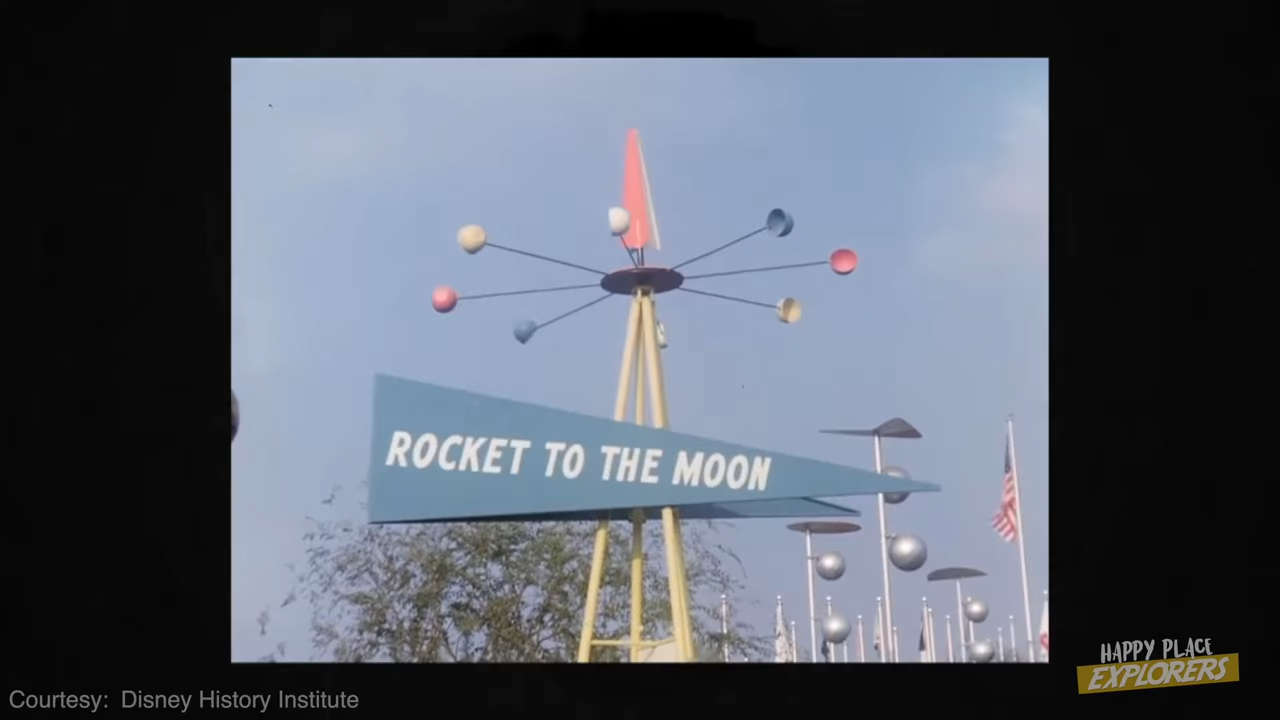 ROCKET TO THE MOON
HAPPY PLACE
EXPLORERS
Courtesy: Disney History Institute